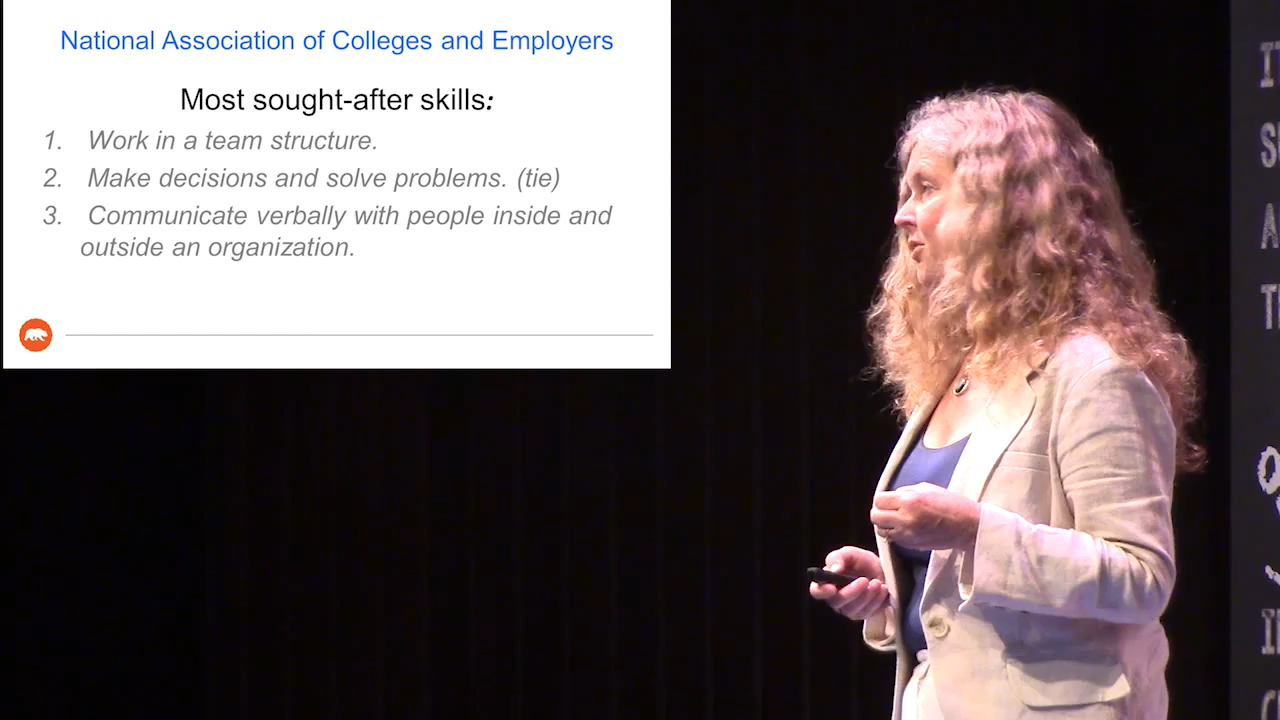 National Association of Colleges and Employers
Most sought-after skills:
1. Work in a team structure.
2. Make decisions and solve problems. (tie)
3. Communicate verbally with people inside and
outside an organization.